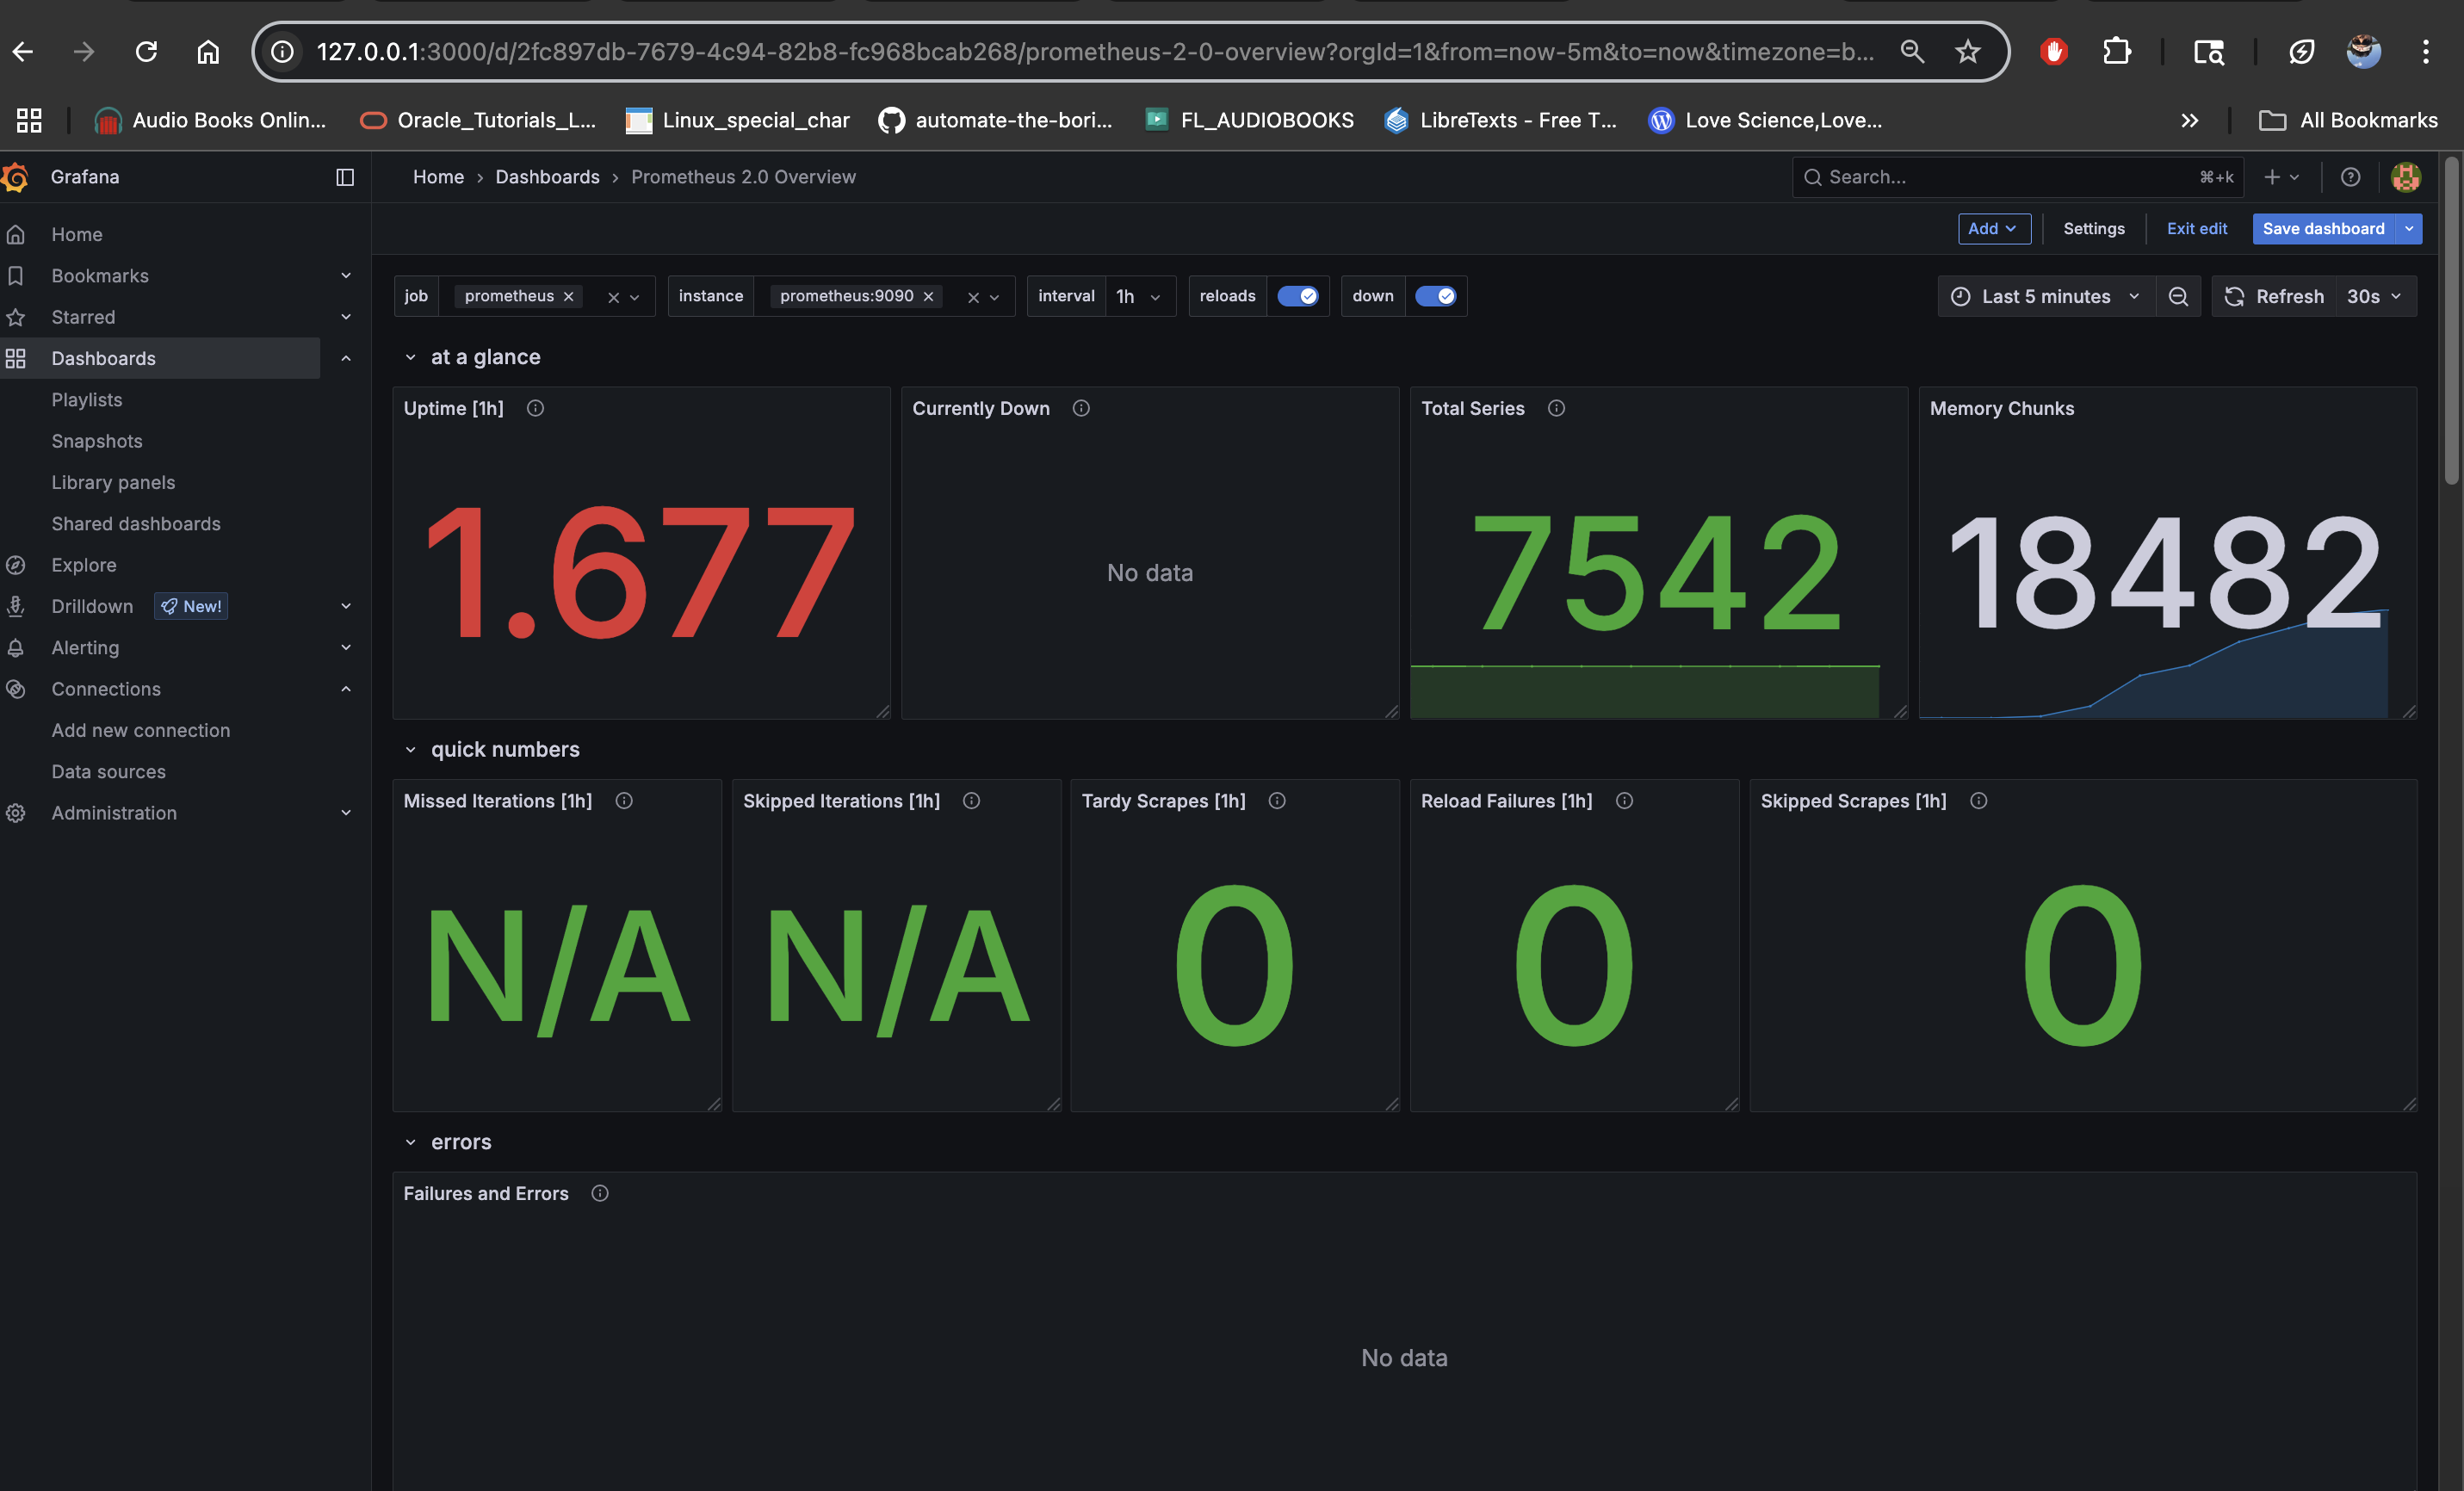 127.0.0.1:3000/d/2fc897db-7679-4c94-82b8-fc968bcab268/prometheus-2-0-overview?orgId=1&from=now-5m&to=now&timezone=b...
Audio Books Onlin... Oracle_Tutorials_L... Linux_special_char automate-the-bori... FL_AUDIOBOOKS LibreTexts - Free T... Love Science,Love... » All Bookmarks
Grafana
Home › Dashboards › Prometheus 2.0 Overview
Search... ⌘+k
Add Settings Exit edit Save dashboard
Home
Bookmarks
Starred
Dashboards
Playlists
Snapshots
Library panels
Shared dashboards
Explore
Drilldown New!
Alerting
Connections
Add new connection
Data sources
Administration
job prometheus instance prometheus:9090 interval 1h reloads down
Last 5 minutes Refresh 30s
at a glance
Uptime [1h]
1.677
Currently Down
No data
Total Series
7542
Memory Chunks
18482
quick numbers
Missed Iterations [1h]
N/A
Skipped Iterations [1h]
N/A
Tardy Scrapes [1h]
0
Reload Failures [1h]
0
Skipped Scrapes [1h]
0
errors
Failures and Errors
No data